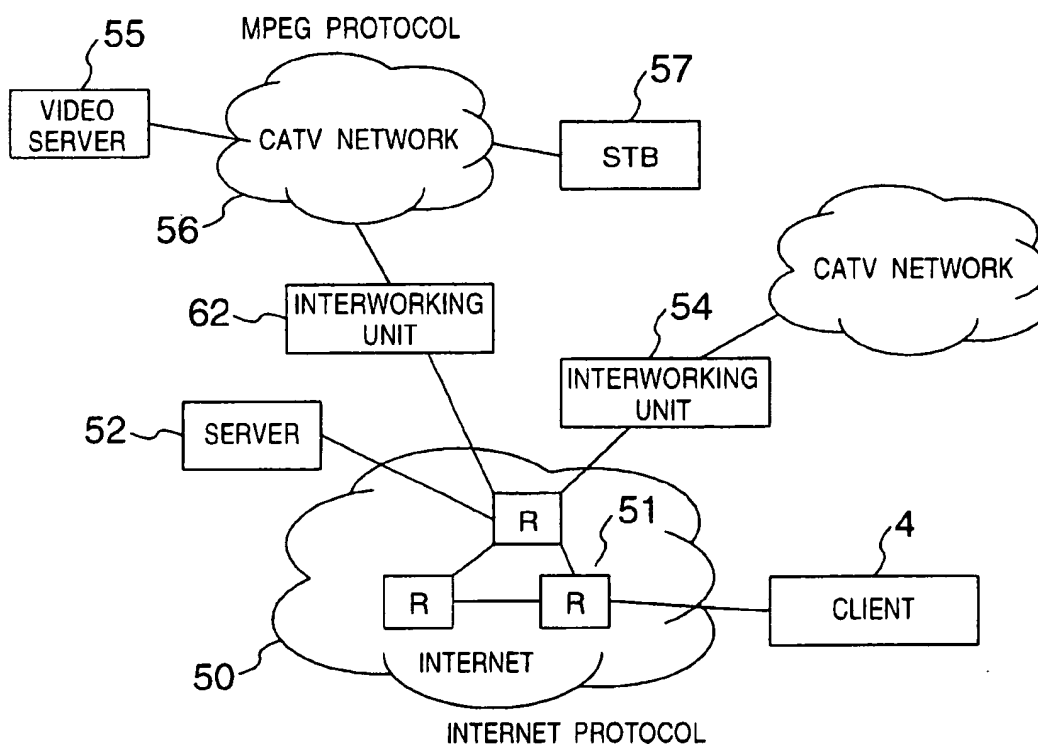 MPEG PROTOCOL
55
57
VIDEO
SERVER
CATV NETWORK
STB
56
CATV NETWORK
62
INTERWORKING
UNIT
54
INTERWORKING
UNIT
52
SERVER
R
51
4
R
R
CLIENT
50
INTERNET
INTERNET PROTOCOL